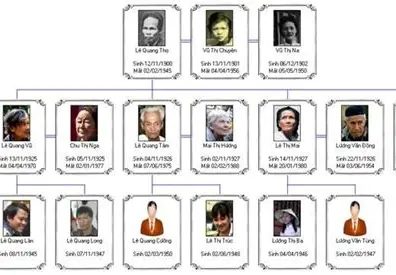 Lê Quang Thọ
Sinh 12/11/1900
Mất 02/02/1945
Vũ Thị Chuyên
Sinh 13/11/1901
Mất 04/04/1956
Vũ Thị Na
Sinh 06/12/1902
Mất 05/05/1950
Lê Quang Vũ
Sinh 13/11/1925
Mất 04/04/1970
Chu Thị Nga
Sinh 05/11/1925
Mất 02/01/1977
Lê Quang Tâm
Sinh 04/11/1926
Mất 07/06/1975
Mai Thị Hương
Sinh 02/11/1927
Mất 02/02/1988
Lê Thị Mai
Sinh 14/11/1927
Mất 20/01/1980
Lương Văn Đông
Sinh 22/11/1926
Mất 03/06/1954
Lê Quang Lân
Sinh 08/11/1945
Lê Quang Long
Sinh 07/11/1947
Lê Quang Cường
Sinh 02/03/1950
Lê Thị Trúc
Sinh 02/06/1948
Lương Thị Ba
Sinh 04/04/1946
Lương Văn Tùng
Sinh 02/02/1947